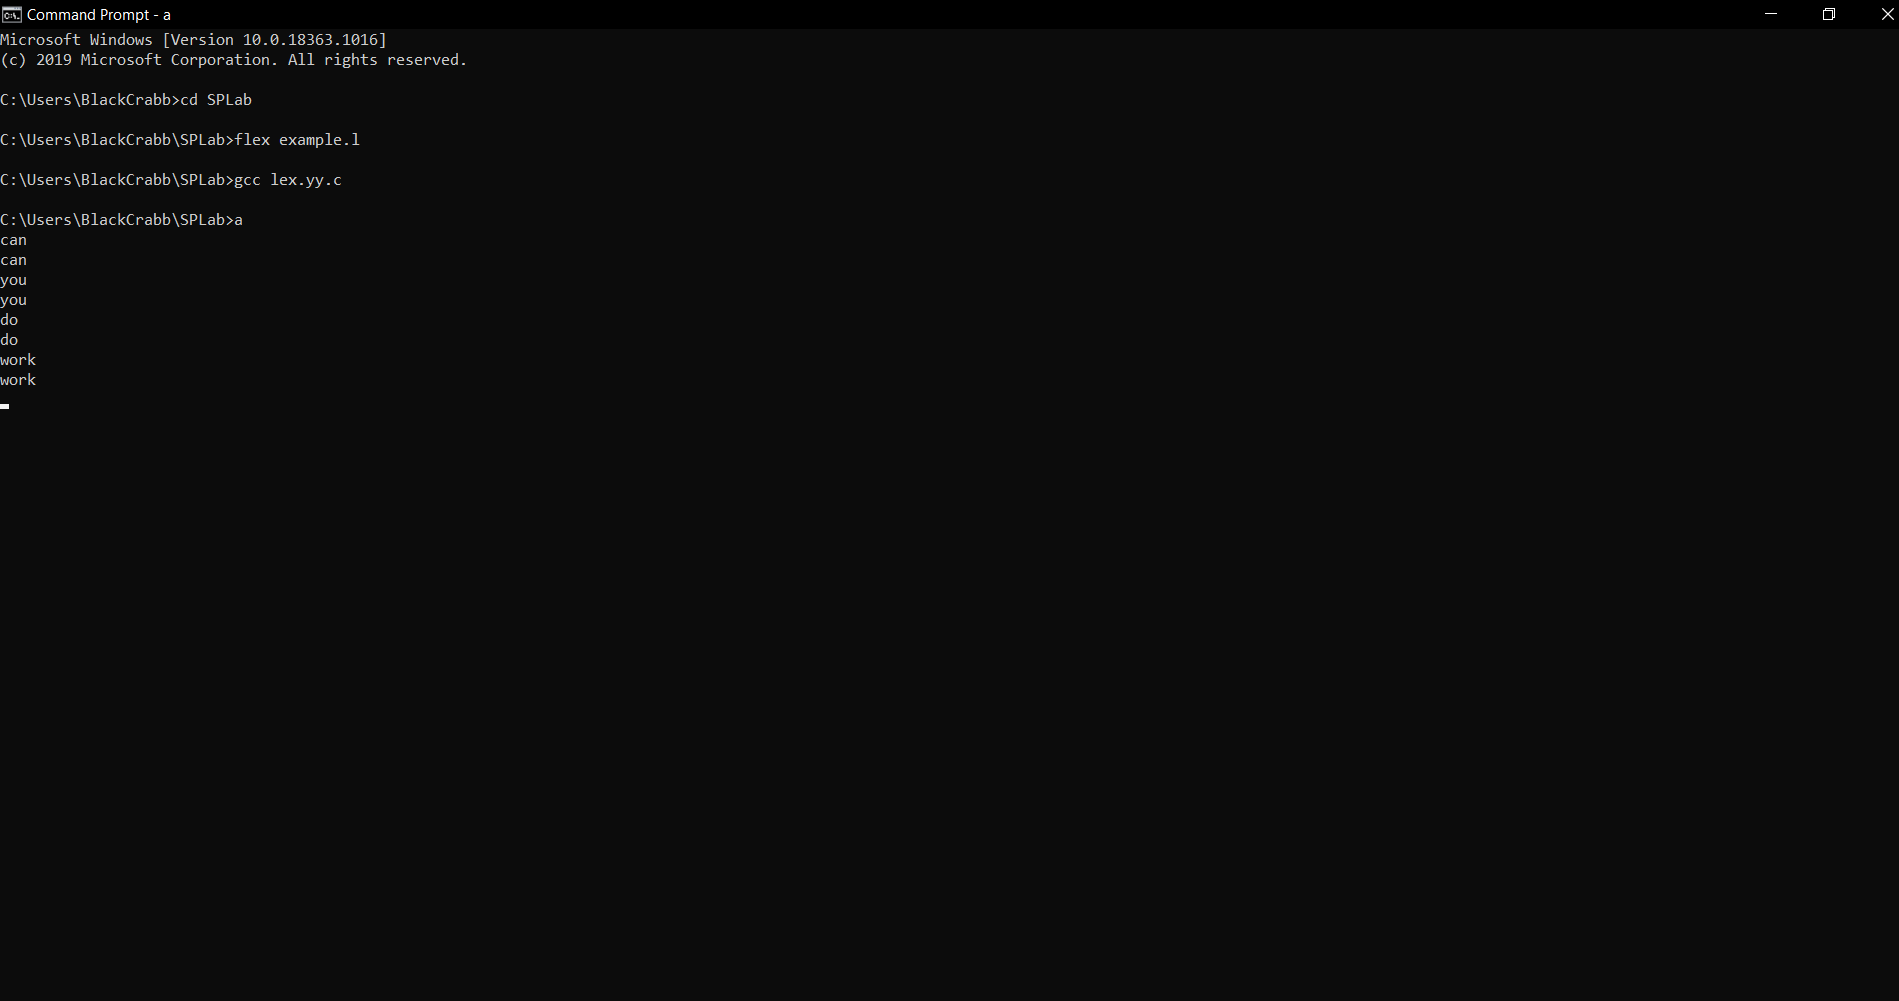 Command Prompt - a
Microsoft Windows [Version 10.0.18363.1016]
(c) 2019 Microsoft Corporation. All rights reserved.
C:\Users\BlackCrabb>cd SPLab
C:\Users\BlackCrabb\SPLab>flex example.l
C:\Users\BlackCrabb\SPLab>gcc lex.yy.c
C:\Users\BlackCrabb\SPLab>a
can
can
you
you
do
do
work
work